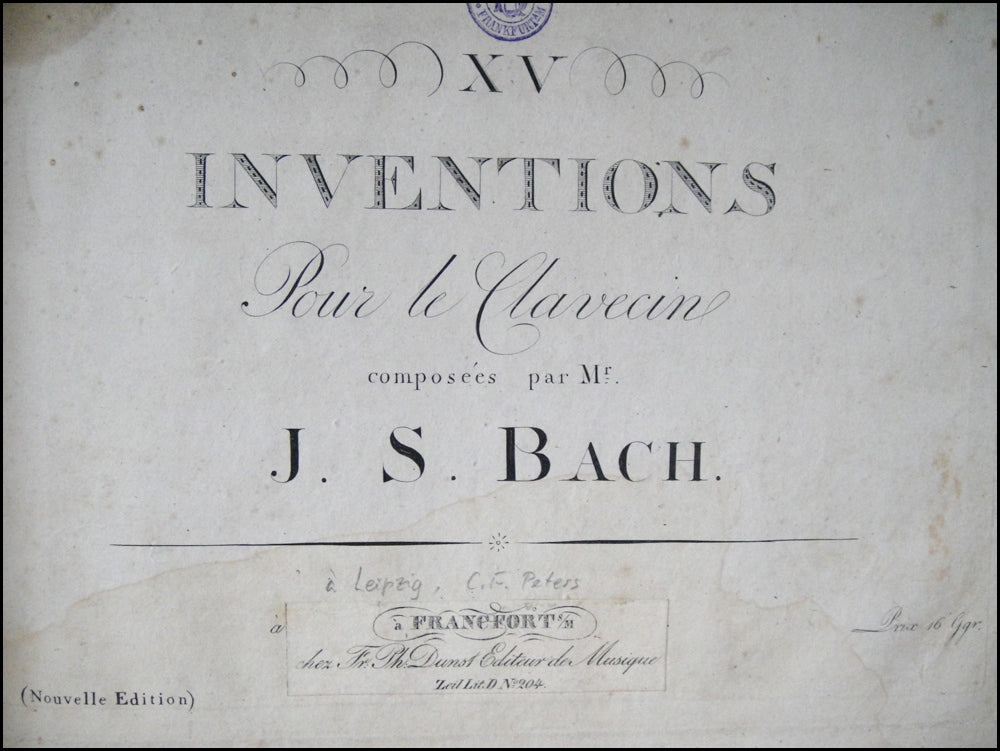 FRANKFURT A M
XV
INVENTIONS
Pour le Clavecin
composées par Mr.
J. S. BACH.
à Leipzig, C. F. Peters
à
à FRANCFORT s/M
chez Fr. Ph. Dunst Editeur de Musique
Zeil Lit. D No. 204.
Prix 16 Ggr.
(Nouvelle Edition)